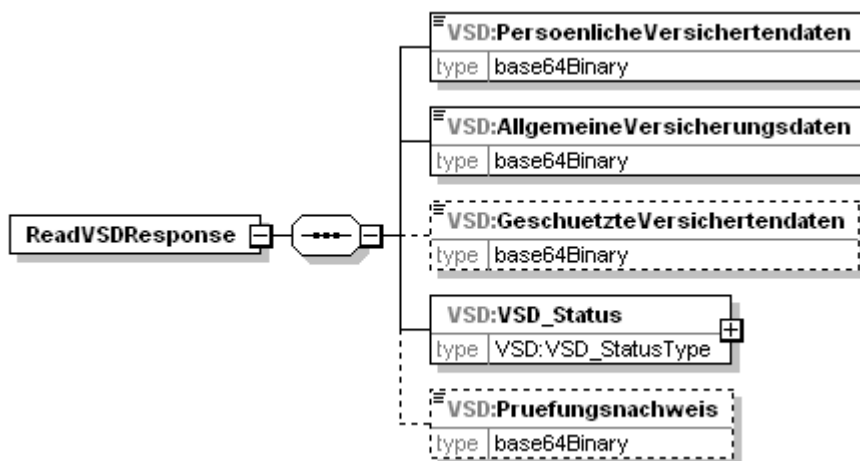 VSD:PersoenlicheVersichertendaten
type base64Binary
VSD:AllgemeineVersicherungsdaten
type base64Binary
ReadVSDResponse
VSD:GeschuetzteVersichertendaten
type base64Binary
VSD:VSD_Status
type VSD:VSD_StatusType
VSD:Pruefungsnachweis
type base64Binary